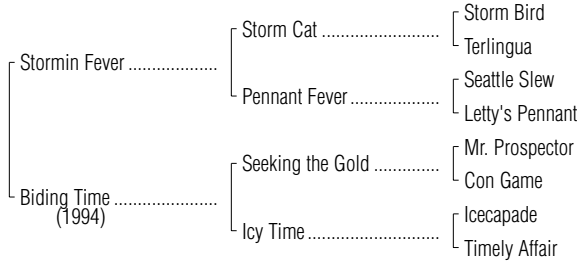 Storm Bird
Storm Cat ........................
Terlingua
Stormin Fever ..................
Seattle Slew
Pennant Fever ..................
Letty's Pennant
Mr. Prospector
Seeking the Gold .............
Con Game
Biding Time .....................
(1994)
Icecapade
Icy Time ...........................
Timely Affair